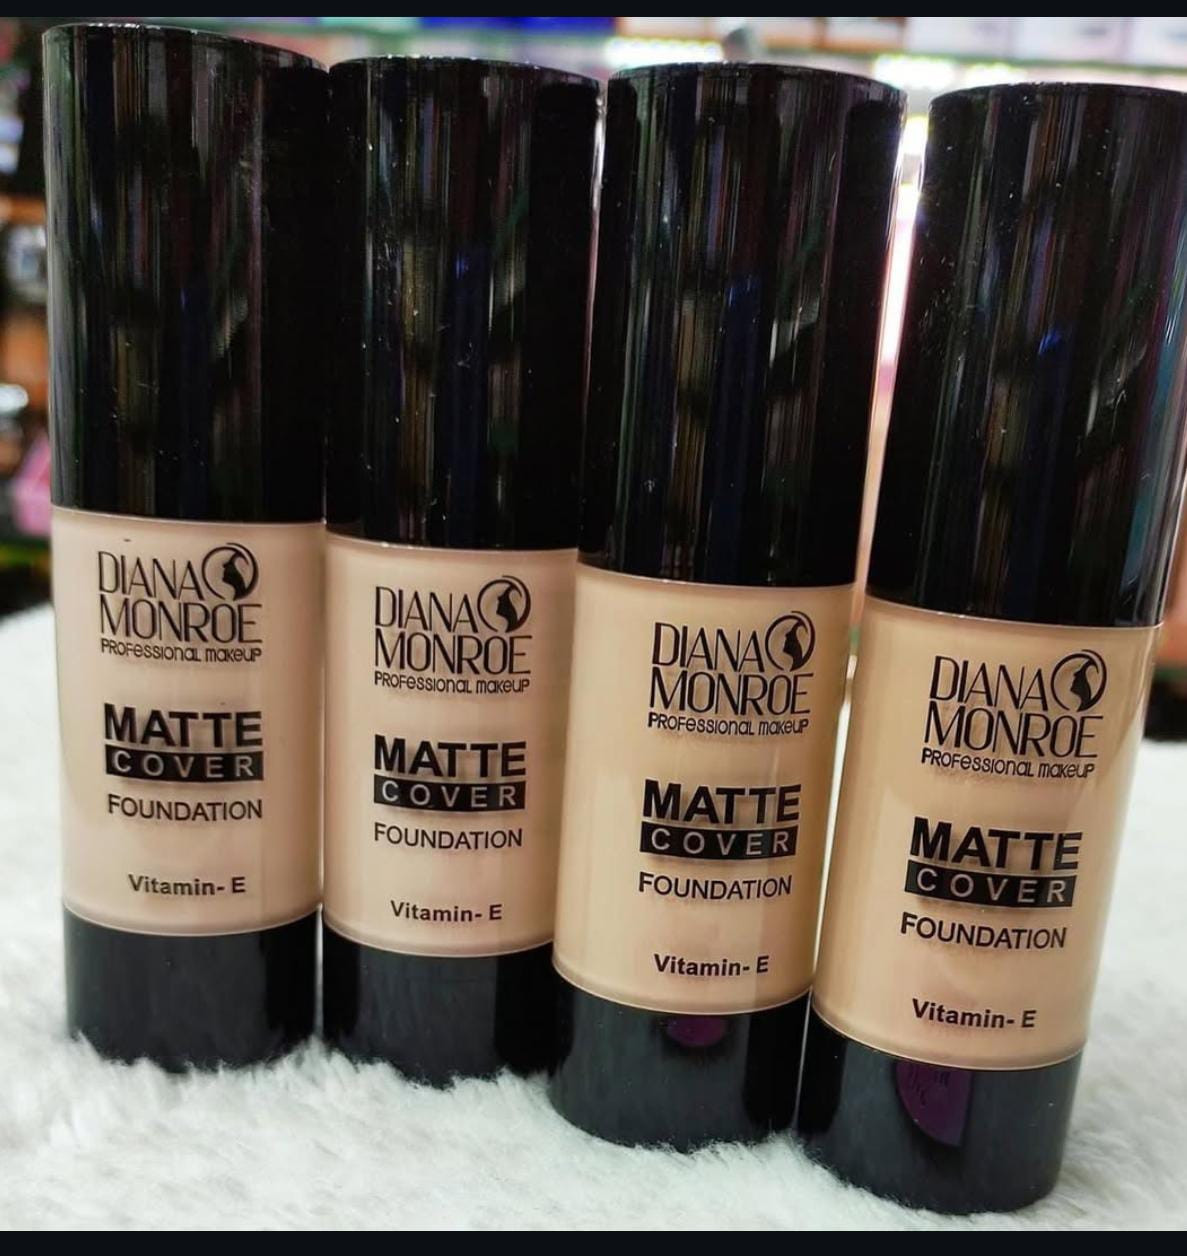 DIANA
MONROE
PROFESSIONAL MAKEUP
MATTE
COVER
FOUNDATION
Vitamin- E
DIANA
MONROE
PROFESSIONAL MAKEUP
MATTE
COVER
FOUNDATION
Vitamin- E
DIANA
MONROE
PROFESSIONAL MAKEUP
MATTE
COVER
FOUNDATION
Vitamin- E
DIANA
MONROE
PROFESSIONAL MAKEUP
MATTE
COVER
FOUNDATION
Vitamin- E